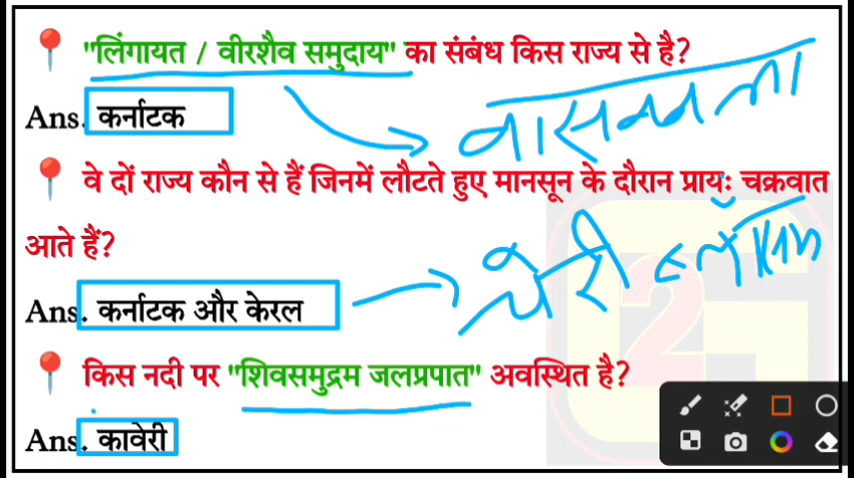 "लिंगायत / वीरशैव समुदाय" का संबंध किस राज्य से है?
Ans. कर्नाटक
वे दों राज्य कौन से हैं जिनमें लौटते हुए मानसून के दौरान प्रायः चक्रवात
आते हैं?
Ans. कर्नाटक और केरल
चेरी ब्लॉसम
किस नदी पर "शिवसमुद्रम जलप्रपात" अवस्थित है?
Ans. कावेरी